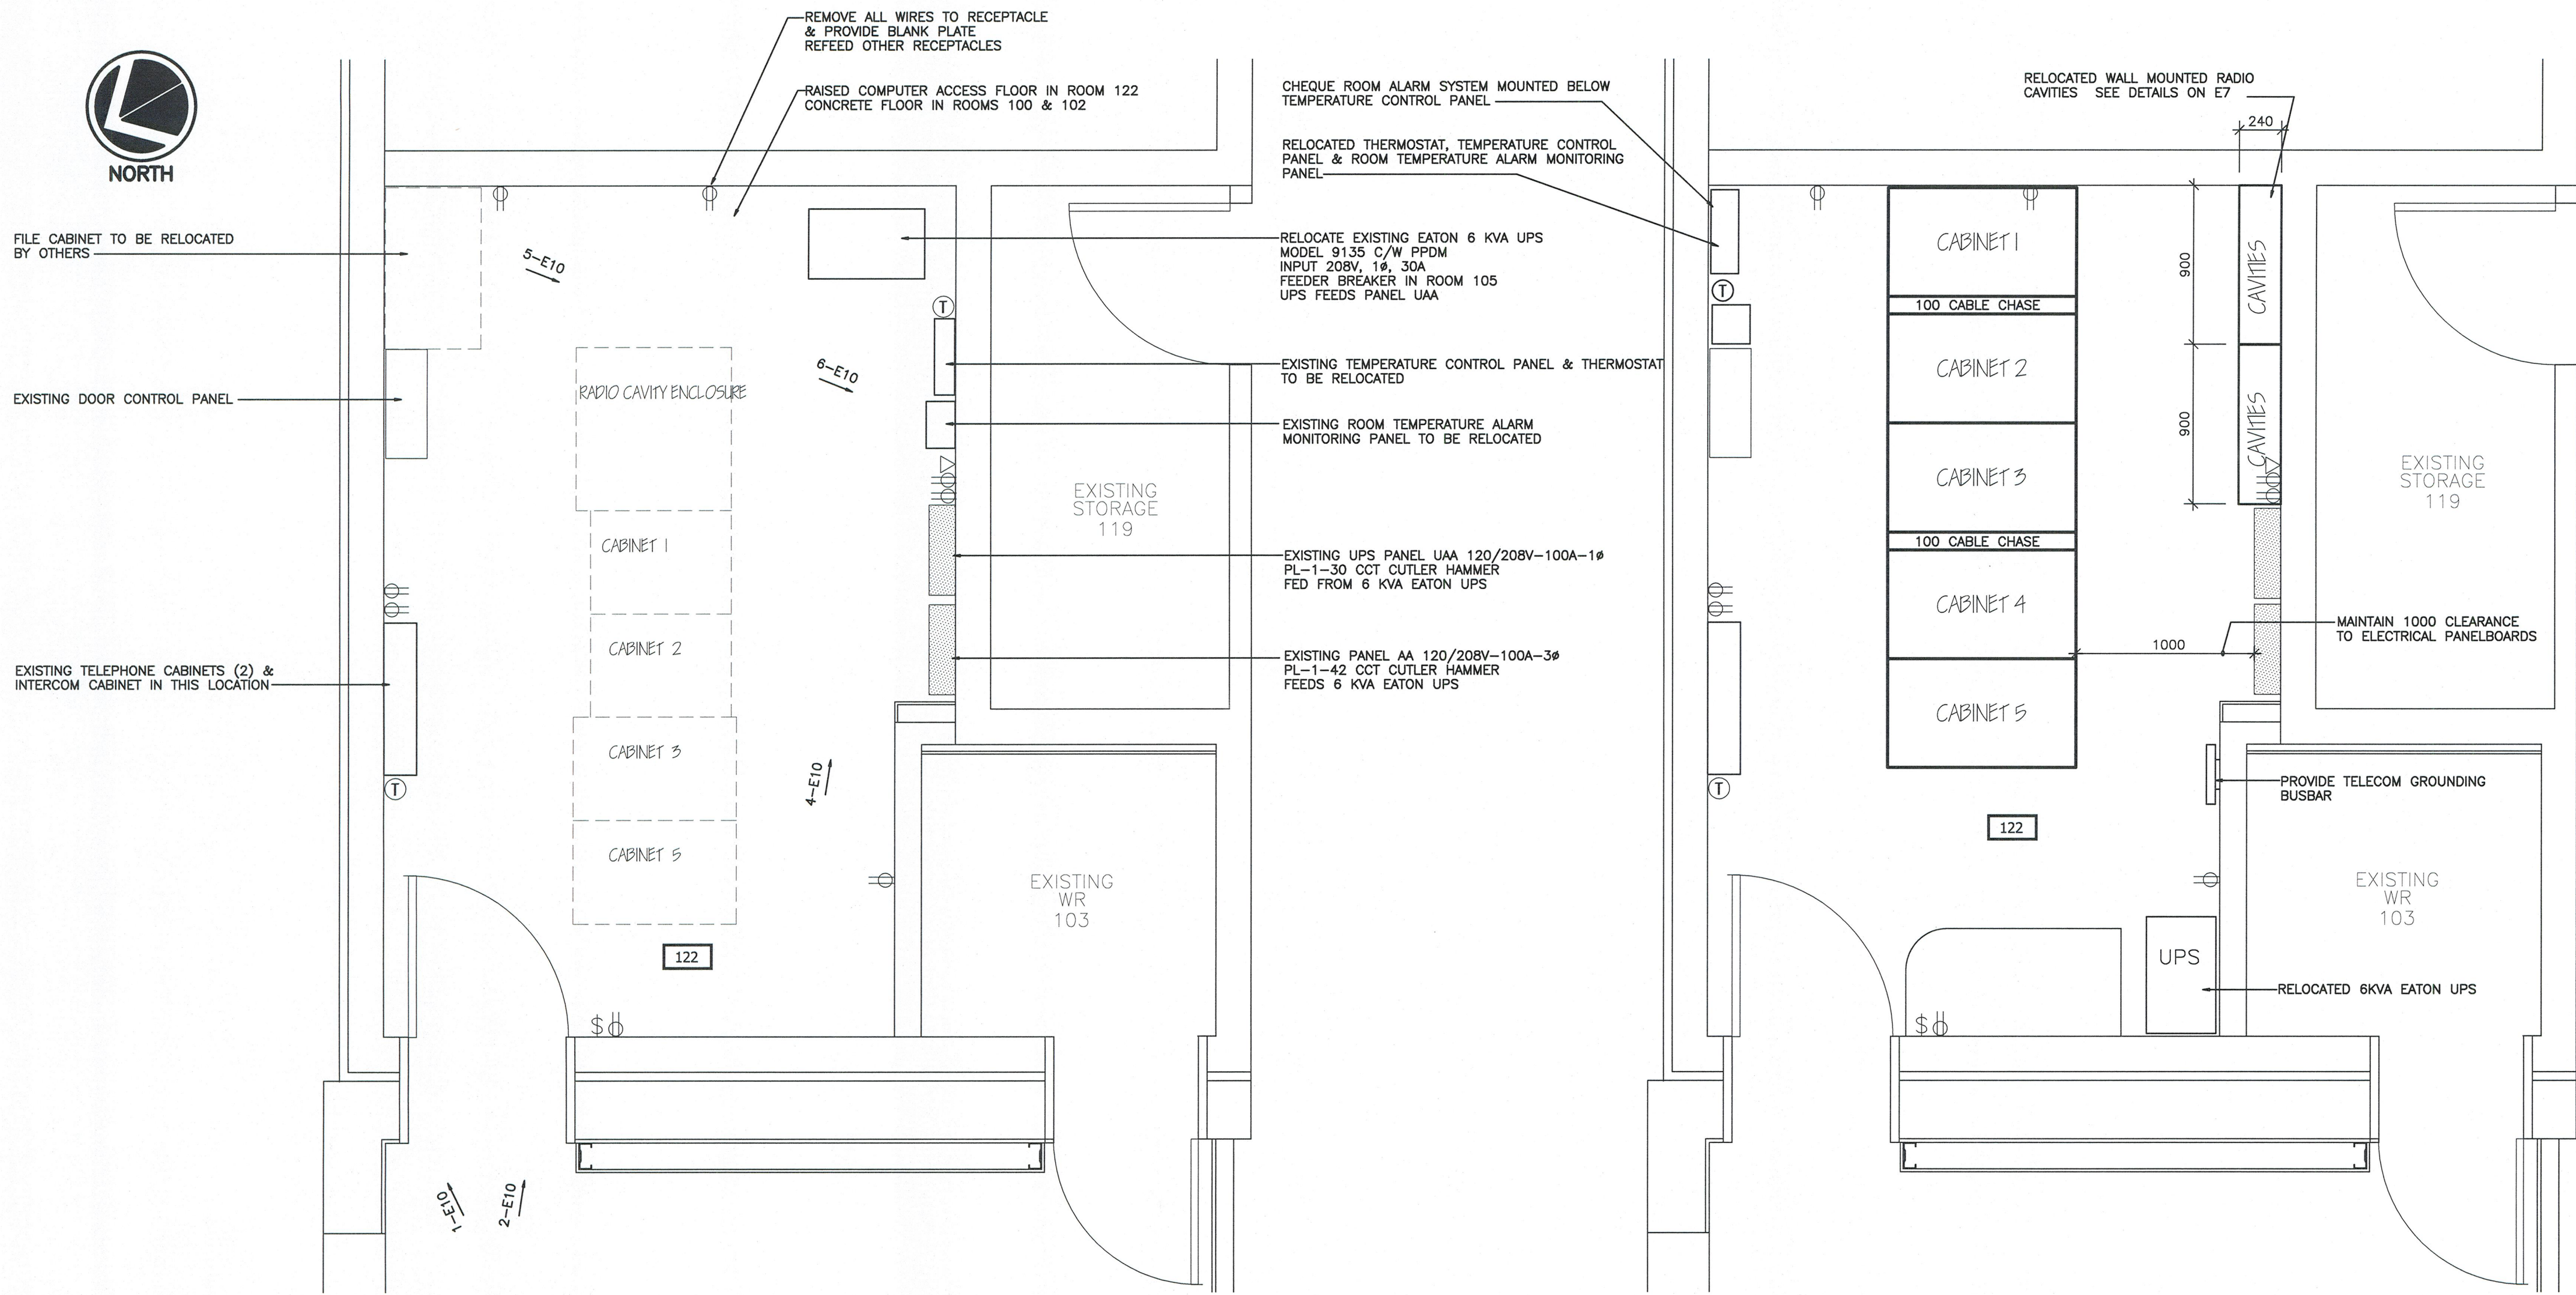 REMOVE ALL WIRES TO RECEPTACLE
& PROVIDE BLANK PLATE
REFEED OTHER RECEPTACLES
RAISED COMPUTER ACCESS FLOOR IN ROOM 122
CONCRETE FLOOR IN ROOMS 100 & 102
NORTH
FILE CABINET TO BE RELOCATED
BY OTHERS
EXISTING DOOR CONTROL PANEL
EXISTING TELEPHONE CABINETS (2) &
INTERCOM CABINET IN THIS LOCATION
5-E10
6-E10
T
RADIO CAVITY ENCLOSURE
CABINET 1
CABINET 2
CABINET 3
CABINET 5
4-E10
T
122
$
1-E10
2-E10
EXISTING
STORAGE
119
EXISTING
WR
103
CHEQUE ROOM ALARM SYSTEM MOUNTED BELOW
TEMPERATURE CONTROL PANEL
RELOCATED THERMOSTAT, TEMPERATURE CONTROL
PANEL & ROOM TEMPERATURE ALARM MONITORING
PANEL
RELOCATE EXISTING EATON 6 KVA UPS
MODEL 9135 C/W PPDM
INPUT 208V, 1ø, 30A
FEEDER BREAKER IN ROOM 105
UPS FEEDS PANEL UAA
EXISTING TEMPERATURE CONTROL PANEL & THERMOSTAT
TO BE RELOCATED
EXISTING ROOM TEMPERATURE ALARM
MONITORING PANEL TO BE RELOCATED
EXISTING UPS PANEL UAA 120/208V-100A-1ø
PL-1-30 CCT CUTLER HAMMER
FED FROM 6 KVA EATON UPS
EXISTING PANEL AA 120/208V-100A-3ø
PL-1-42 CCT CUTLER HAMMER
FEEDS 6 KVA EATON UPS
RELOCATED WALL MOUNTED RADIO
CAVITIES SEE DETAILS ON E7
240
900
900
CAVITIES
CAVITIES
T
CABINET 1
100 CABLE CHASE
CABINET 2
CABINET 3
100 CABLE CHASE
CABINET 4
CABINET 5
1000
MAINTAIN 1000 CLEARANCE
TO ELECTRICAL PANELBOARDS
T
EXISTING
STORAGE
119
PROVIDE TELECOM GROUNDING
BUSBAR
122
EXISTING
WR
103
UPS
RELOCATED 6KVA EATON UPS
$